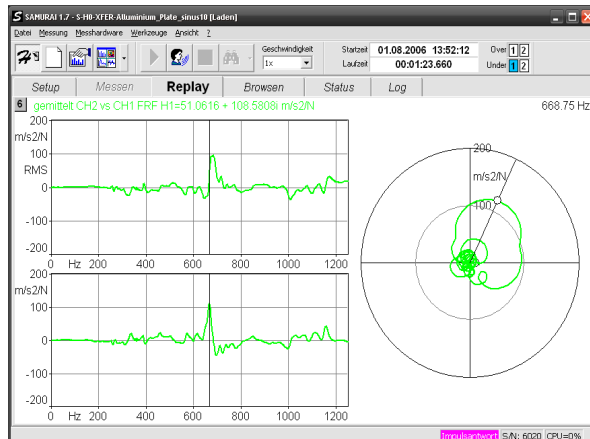 SAMURAI 1.7 - S-H0-XFER-Alluminium_Plate_sinus10 [Laden]
Datei Messung Messhardware Werkzeuge Ansicht ?
Geschwindigkeit
1x
Startzeit 01.08.2006 13:52:12
Laufzeit 00:01:23.660
Over 1 2
Under 1 2
Setup Messen Replay Browsen Status Log
6 gemittelt CH2 vs CH1 FRF H1=51.0616 + 108.5808i m/s2/N
668.75 Hz
200
m/s2/N
100
RMS
0
-100
-200
0 Hz 200 400 600 800 1000 1200
200
m/s2/N
100
0
-100
-200
0 Hz 200 400 600 800 1000 1200
200
m/s2/N
100
Impulsantwort S/N: 6020 CPU=0%